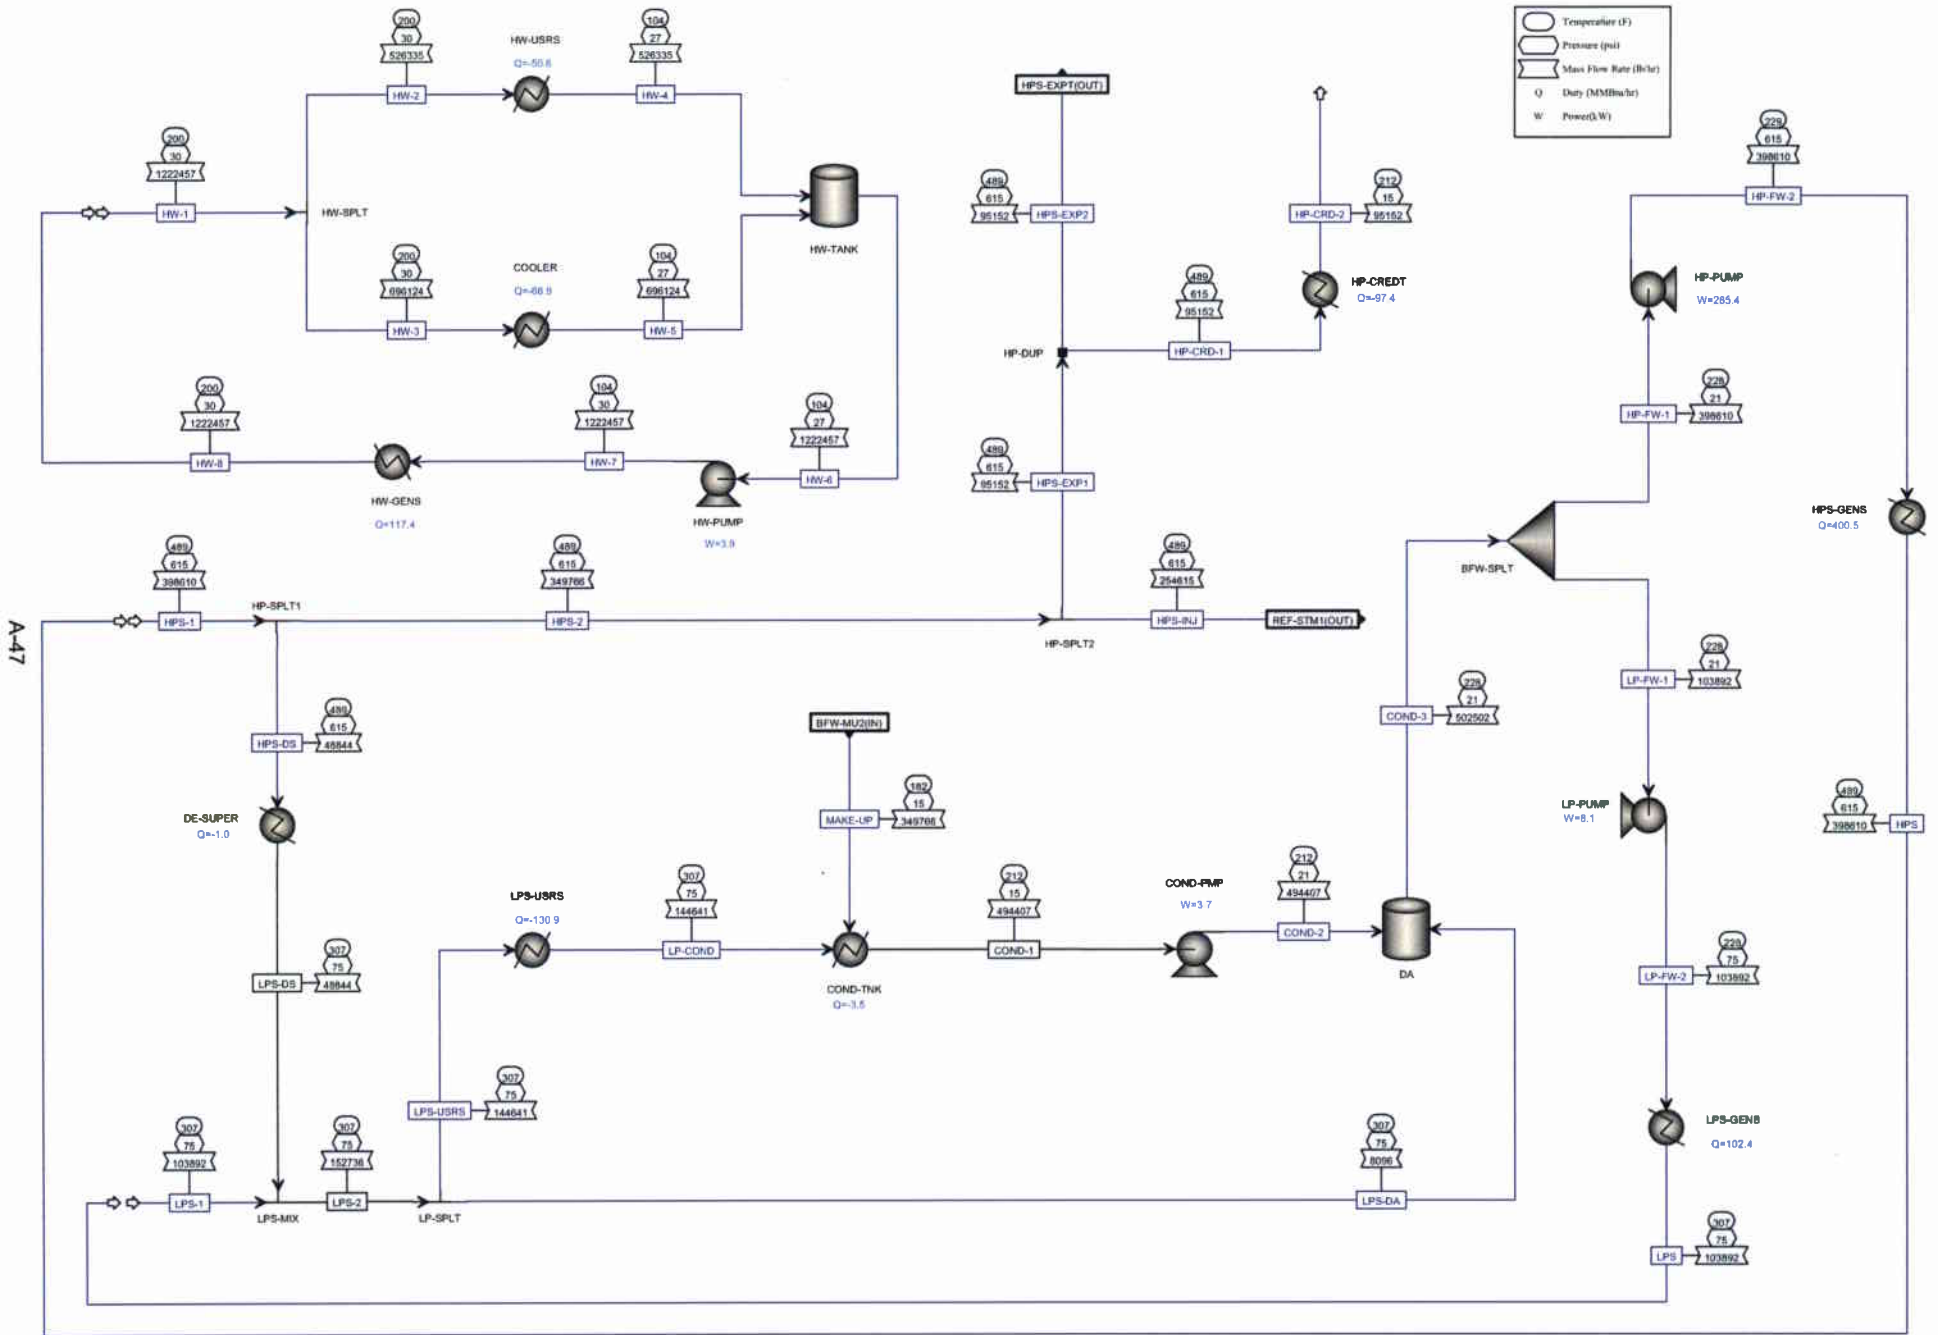 Temperature (F)
Pressure (psi)
Mass Flow Rate (lb/hr)
Q Duty (MMBtu/hr)
W Power(kW)
200
30
526335
HW-2
HW-USRS
Q=-50.6
104
27
526335
HW-4
200
30
1222457
HW-1
HW-SPLT
HW-TANK
200
30
696124
HW-3
COOLER
Q=-66.9
104
27
696124
HW-5
200
30
1222457
HW-8
HW-GENS
Q=117.4
104
30
1222457
HW-7
HW-PUMP
W=3.9
104
27
1222457
HW-6
HPS-EXPT(OUT)
489
615
95152
HPS-EXP2
212
15
95152
HP-CRD-2
HP-CREDT
Q=-97.4
489
615
95152
HP-CRD-1
HP-DUP
489
615
95152
HPS-EXP1
229
615
398610
HP-FW-2
HP-PUMP
W=285.4
228
21
398610
HP-FW-1
HPS-GENS
Q=400.5
BFW-SPLT
489
615
398610
HPS-1
HP-SPLT1
489
615
349766
HPS-2
HP-SPLT2
489
615
254615
HPS-INJ
REF-STM1(OUT)
A-47
489
615
48844
HPS-DS
DE-SUPER
Q=-1.0
BFW-MU2(IN)
182
15
349766
MAKE-UP
228
21
502502
COND-3
228
21
103892
LP-FW-1
LP-PUMP
W=8.1
489
615
398610
HPS
LPS-USRS
Q=-130.9
307
75
144641
LP-COND
COND-TNK
Q=-3.5
212
15
494407
COND-1
COND-PMP
W=3.7
212
21
494407
COND-2
DA
307
75
48844
LPS-DS
228
75
103892
LP-FW-2
307
75
144641
LPS-USRS
LPS-GENS
Q=102.4
307
75
103892
LPS-1
LPS-MIX
307
75
152736
LPS-2
LP-SPLT
307
75
8096
LPS-DA
307
75
103892
LPS